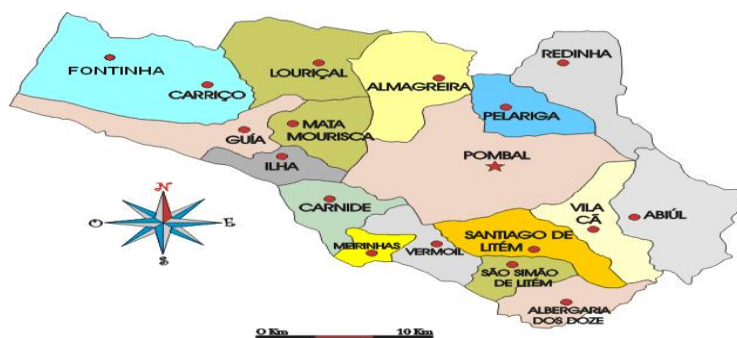 REDINHA
FONTINHA
LOURIÇAL
ALMAGREIRA
CARRIÇO
PELARIGA
MATA
MOURISCA
GUÍA
ILHA
POMBAL
N
O
E
S
CARNIDE
VILA
CÃ
ABIÚL
SANTIAGO DE
LITÉM
MEIRINHAS
VERMOIL
SÃO SIMÃO
DE LITÉM
ALBERGARIA
DOS DOZE
0 Km
10 Km